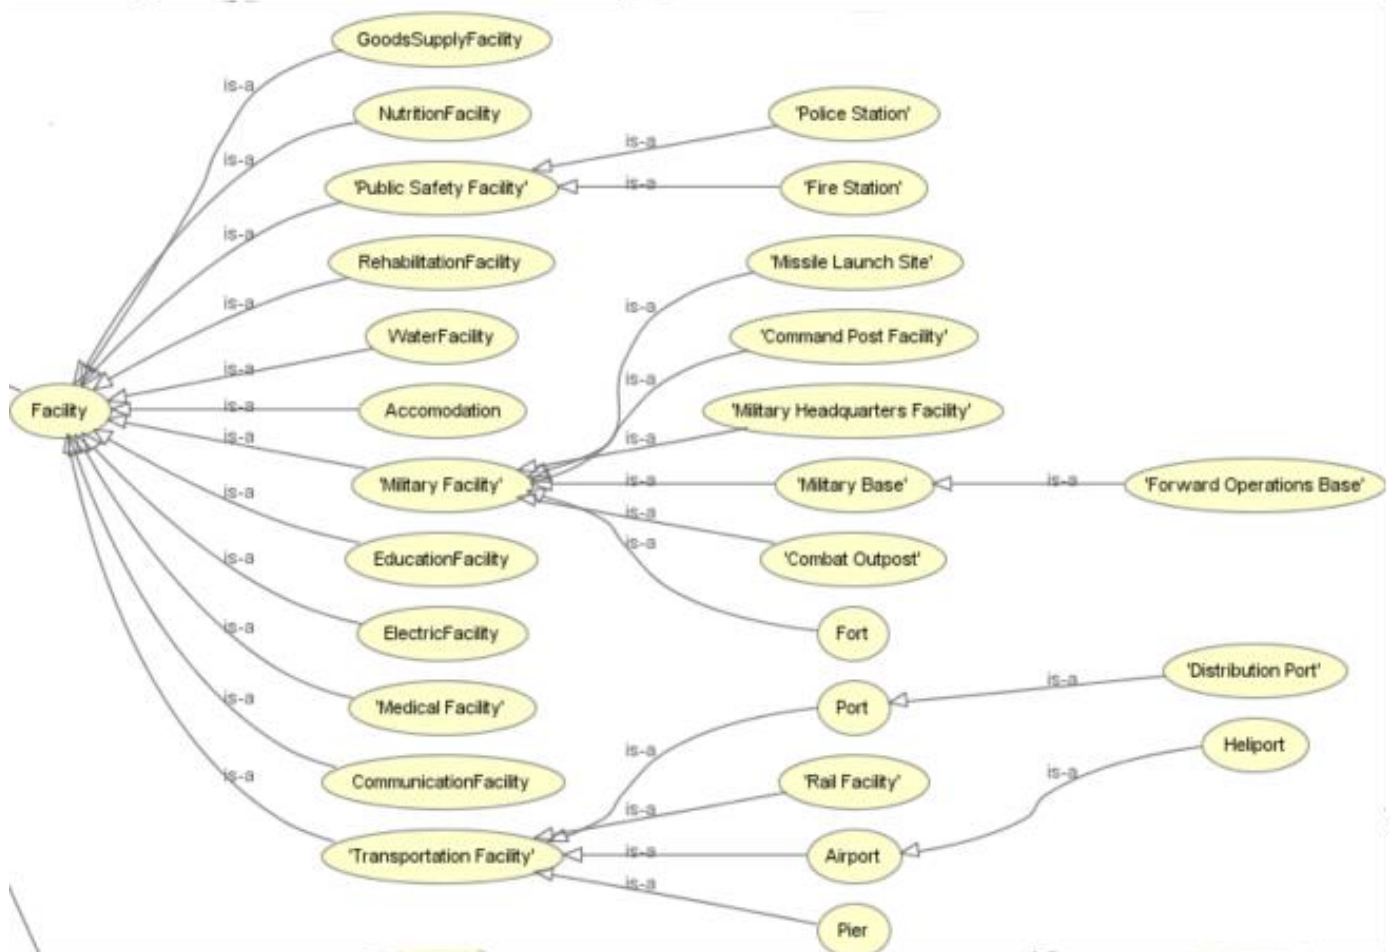 GoodsSupplyFacility
is-a
NutritionFacility
'Police Station'
is-a
is-a
'Public Safety Facility'
is-a
'Fire Station'
is-a
RehabilitationFacility
'Missile Launch Site'
is-a
is-a
WaterFacility
'Command Post Facility'
is-a
is-a
Facility
is-a
Accomodation
'Military Headquarters Facility'
is-a
is-a
'Military Facility'
is-a
'Military Base'
is-a
'Forward Operations Base'
is-a
is-a
is-a
EducationFacility
'Combat Outpost'
is-a
ElectricFacility
Fort
is-a
'Distribution Port'
is-a
is-a
'Medical Facility'
Port
Heliport
is-a
is-a
is-a
CommunicationFacility
'Rail Facility'
is-a
'Transportation Facility'
is-a
Airport
is-a
Pier